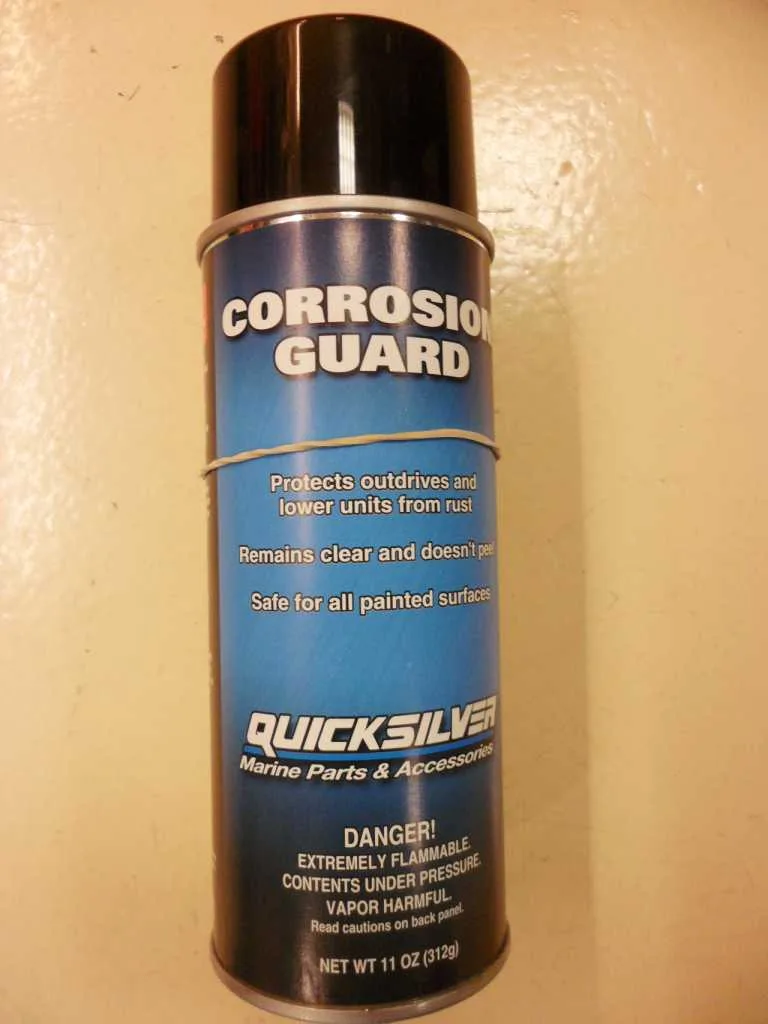 CORROSION
GUARD
Protects outdrives and
lower units from rust
Remains clear and doesn't peel
Safe for all painted surfaces
QUICKSILVER
Marine Parts & Accessories
DANGER!
EXTREMELY FLAMMABLE.
CONTENTS UNDER PRESSURE.
VAPOR HARMFUL.
Read cautions on back panel.
NET WT 11 OZ (312g)